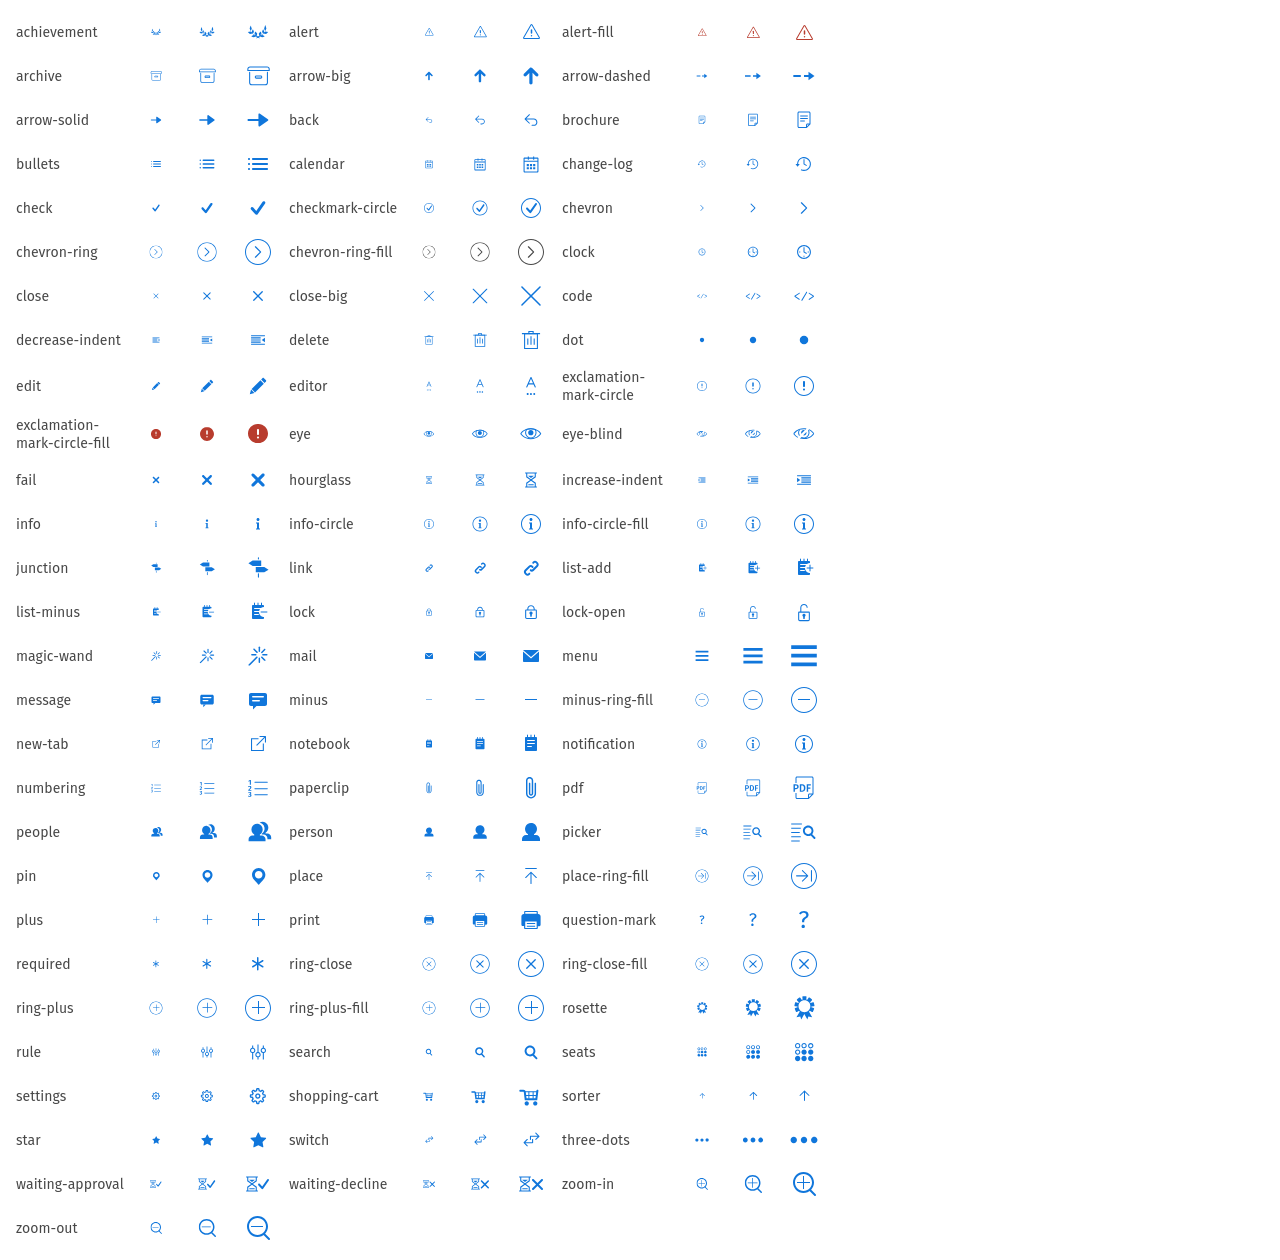 achievement alert alert-fill
archive arrow-big arrow-dashed
arrow-solid back brochure
bullets calendar change-log
check checkmark-circle chevron
chevron-ring chevron-ring-fill clock
close close-big code
decrease-indent delete dot
edit editor exclamation-
mark-circle
exclamation-
mark-circle-fill eye eye-blind
fail hourglass increase-indent
info info-circle info-circle-fill
junction link list-add
list-minus lock lock-open
magic-wand mail menu
message minus minus-ring-fill
new-tab notebook notification
numbering paperclip pdf PDF PDF PDF
people person picker
pin place place-ring-fill
plus print question-mark
required ring-close ring-close-fill
ring-plus ring-plus-fill rosette
rule search seats
settings shopping-cart sorter
star switch three-dots
waiting-approval waiting-decline zoom-in
zoom-out